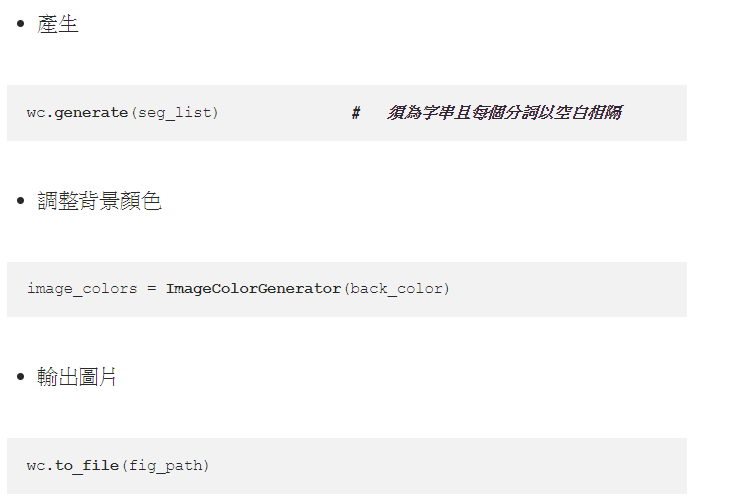 產生
wc.generate(seg_list) # 須為字串且每個分詞以空白相隔
調整背景顏色
image_colors = ImageColorGenerator(back_color)
輸出圖片
wc.to_file(fig_path)